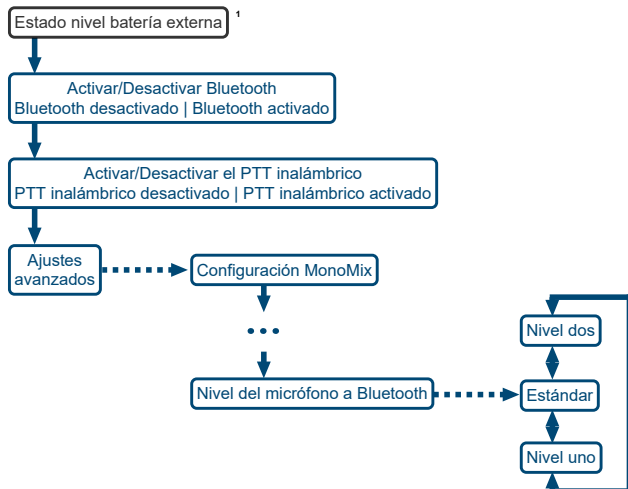 Estado nivel batería externa ¹
Activar/Desactivar Bluetooth
Bluetooth desactivado | Bluetooth activado
Activar/Desactivar el PTT inalámbrico
PTT inalámbrico desactivado | PTT inalámbrico activado
Ajustes
avanzados
Configuración MonoMix
...
Nivel del micrófono a Bluetooth
Nivel dos
Estándar
Nivel uno